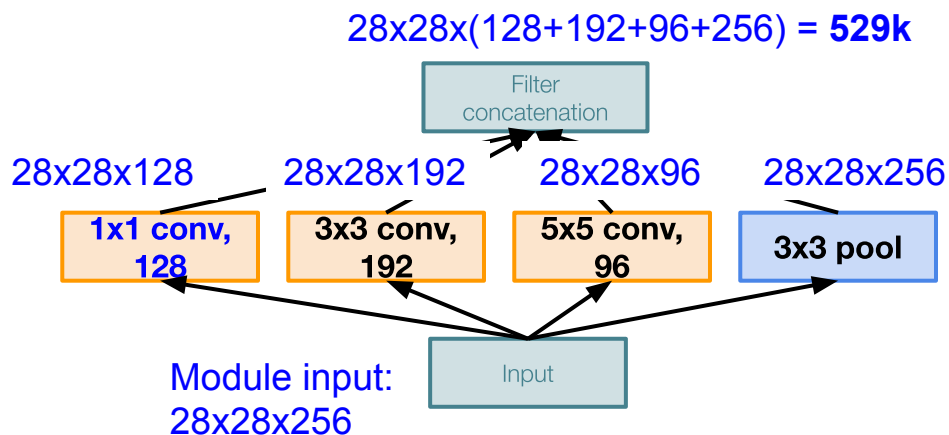 28x28x(128+192+96+256) = 529k
Filter
concatenation
28x28x128
28x28x192
28x28x96
28x28x256
1x1 conv,
128
3x3 conv,
192
5x5 conv,
96
3x3 pool
Input
Module input:
28x28x256